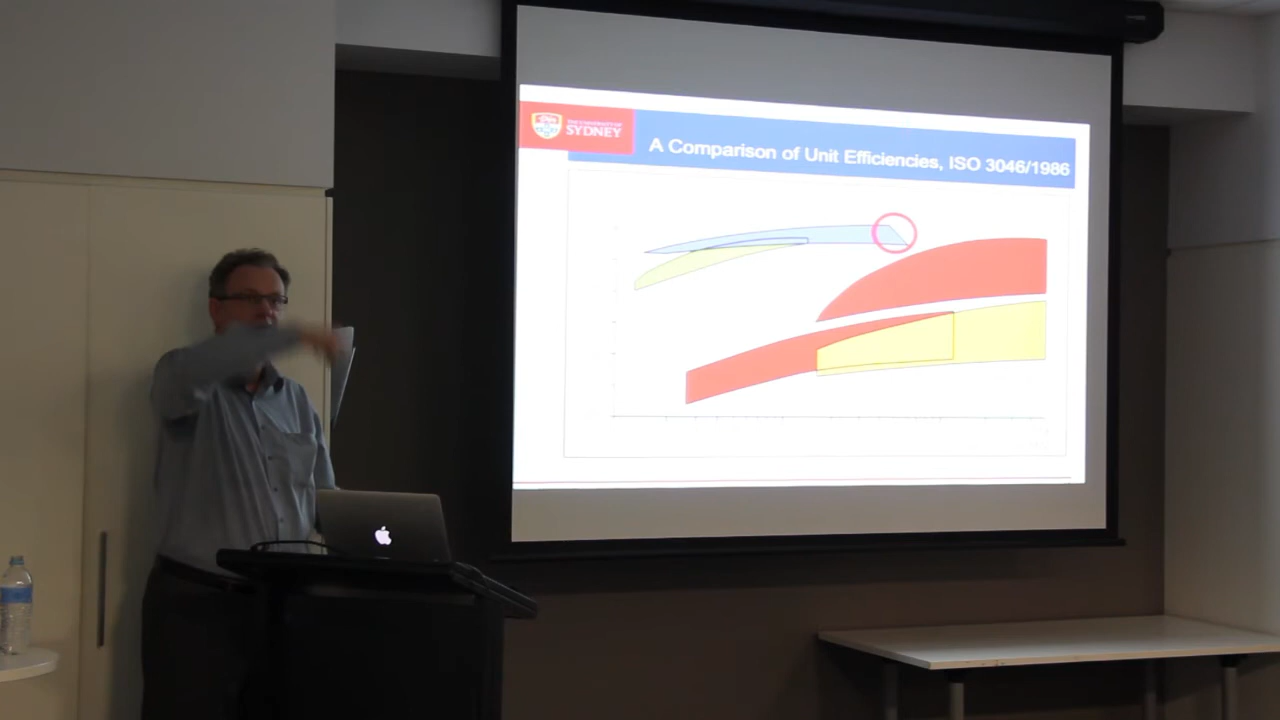 THE UNIVERSITY OF
SYDNEY
A Comparison of Unit Efficiencies, ISO 3046/1986